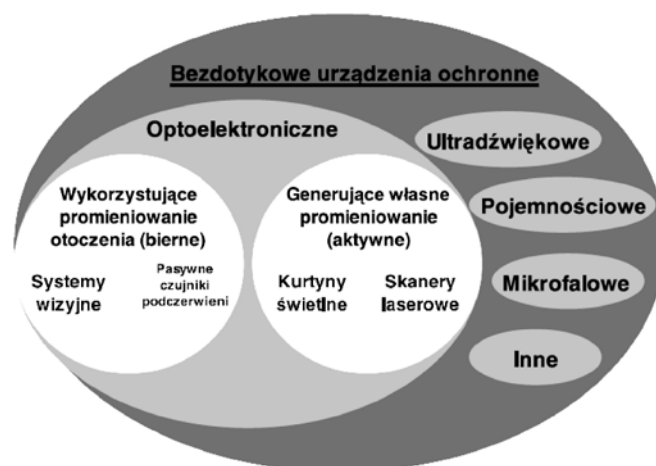 Bezdotykowe urządzenia ochronne
Optoelektroniczne
Ultradźwiękowe
Wykorzystujące
promieniowanie
otoczenia (bierne)
Systemy
wizyjne
Pasywne
czujniki
podczerwieni
Generujące własne
promieniowanie
(aktywne)
Kurtyny
świetlne
Skanery
laserowe
Pojemnościowe
Mikrofalowe
Inne